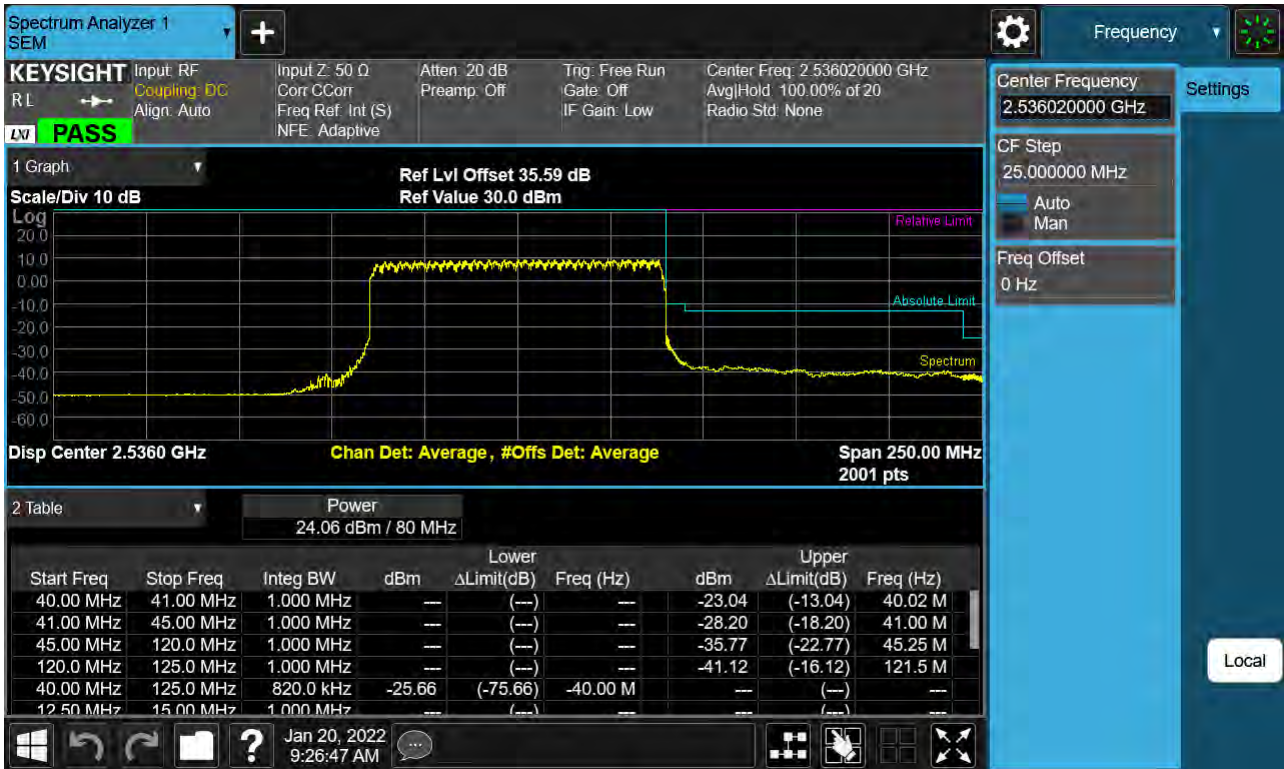 Spectrum Analyzer 1
SEM
Frequency
KEYSIGHT
R L
LXI PASS
Input: RF
Coupling: DC
Align: Auto
Input Z: 50 Ω
Corr CCorr
Freq Ref: Int (S)
NFE: Adaptive
Atten: 20 dB
Preamp: Off
Trig: Free Run
Gate: Off
IF Gain: Low
Center Freq: 2.536020000 GHz
Avg|Hold: 100.00% of 20
Radio Std: None
Center Frequency
2.536020000 GHz
Settings
CF Step
25.000000 MHz
Auto
Man
Freq Offset
0 Hz
Local
1 Graph
Scale/Div 10 dB
Ref Lvl Offset 35.59 dB
Ref Value 30.0 dBm
Log
20.0
10.0
0.00
-10.0
-20.0
-30.0
-40.0
-50.0
-60.0
Relative Limit
Absolute Limit
Spectrum
Disp Center 2.5360 GHz
Chan Det: Average, #Offs Det: Average
Span 250.00 MHz
2001 pts
2 Table
Power
24.06 dBm / 80 MHz
Lower Upper
Start Freq Stop Freq Integ BW dBm ΔLimit(dB) Freq (Hz) dBm ΔLimit(dB) Freq (Hz)
40.00 MHz 41.00 MHz 1.000 MHz --- (---) --- -23.04 (-13.04) 40.02 M
41.00 MHz 45.00 MHz 1.000 MHz --- (---) --- -28.20 (-18.20) 41.00 M
45.00 MHz 120.0 MHz 1.000 MHz --- (---) --- -35.77 (-22.77) 45.25 M
120.0 MHz 125.0 MHz 1.000 MHz --- (---) --- -41.12 (-16.12) 121.5 M
40.00 MHz 125.0 MHz 820.0 kHz -25.66 (-75.66) -40.00 M --- (---) ---
12.50 MHz 15.00 MHz 1.000 MHz --- (---) --- --- (---) ---
Jan 20, 2022
9:26:47 AM